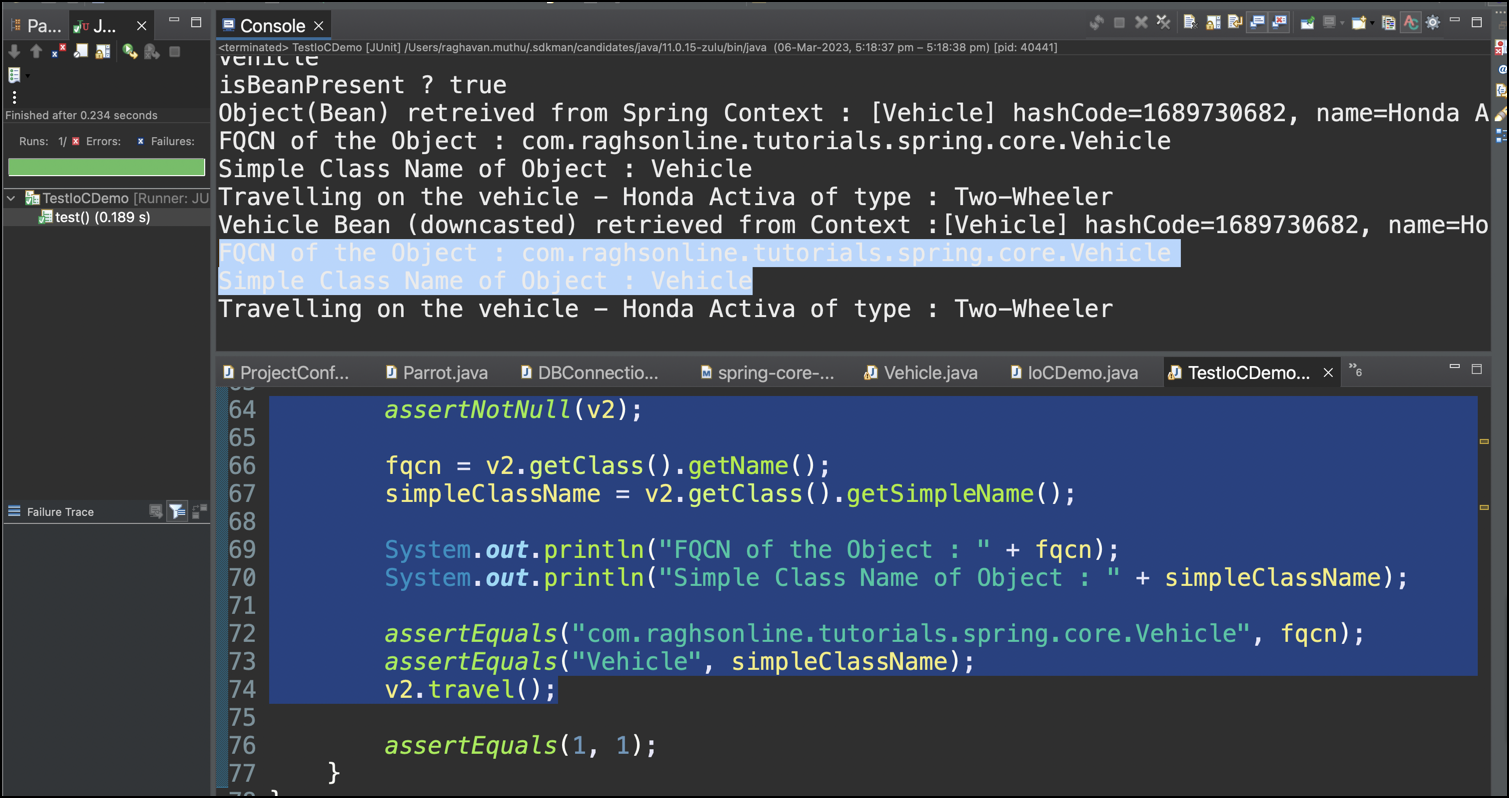 Pa...
J...
Finished after 0.234 seconds
Runs: 1/ Errors: Failures:
TestIoCDemo [Runner: JU
test() (0.189 s)
Failure Trace
Console
<terminated> TestIoCDemo [JUnit] /Users/raghavan.muthu/.sdkman/candidates/java/11.0.15-zulu/bin/java (06-Mar-2023, 5:18:37 pm – 5:18:38 pm) [pid: 40441]
vehicle
isBeanPresent ? true
Object(Bean) retreived from Spring Context : [Vehicle] hashCode=1689730682, name=Honda A
FQCN of the Object : com.raghsonline.tutorials.spring.core.Vehicle
Simple Class Name of Object : Vehicle
Travelling on the vehicle – Honda Activa of type : Two-Wheeler
Vehicle Bean (downcasted) retrieved from Context :[Vehicle] hashCode=1689730682, name=Ho
FQCN of the Object : com.raghsonline.tutorials.spring.core.Vehicle
Simple Class Name of Object : Vehicle
Travelling on the vehicle – Honda Activa of type : Two-Wheeler
ProjectConf... Parrot.java DBConnectio... spring-core-... Vehicle.java IoCDemo.java TestIoCDemo... »6
64 assertNotNull(v2);
65
66 fqcn = v2.getClass().getName();
67 simpleClassName = v2.getClass().getSimpleName();
68
69 System.out.println("FQCN of the Object : " + fqcn);
70 System.out.println("Simple Class Name of Object : " + simpleClassName);
71
72 assertEquals("com.raghsonline.tutorials.spring.core.Vehicle", fqcn);
73 assertEquals("Vehicle", simpleClassName);
74 v2.travel();
75
76 assertEquals(1, 1);
77 }